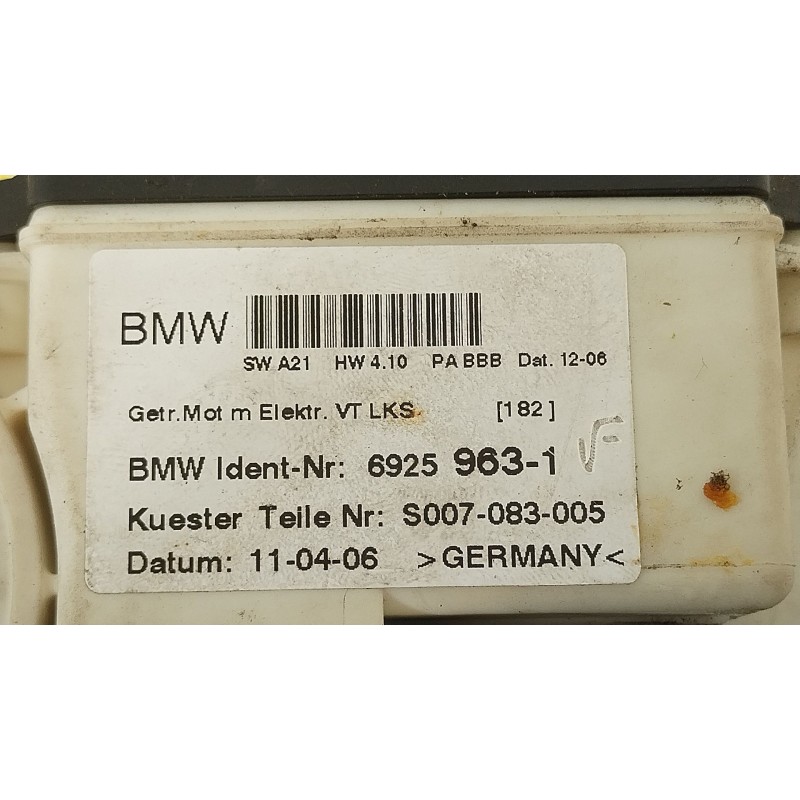 BMW
SW A21 HW 4.10 PA BBB Dat. 12-06
Getr.Mot m Elektr. VT LKS [182]
BMW Ident-Nr: 6925 963-1
Kuester Teile Nr: S007-083-005
Datum: 11-04-06 >GERMANY<